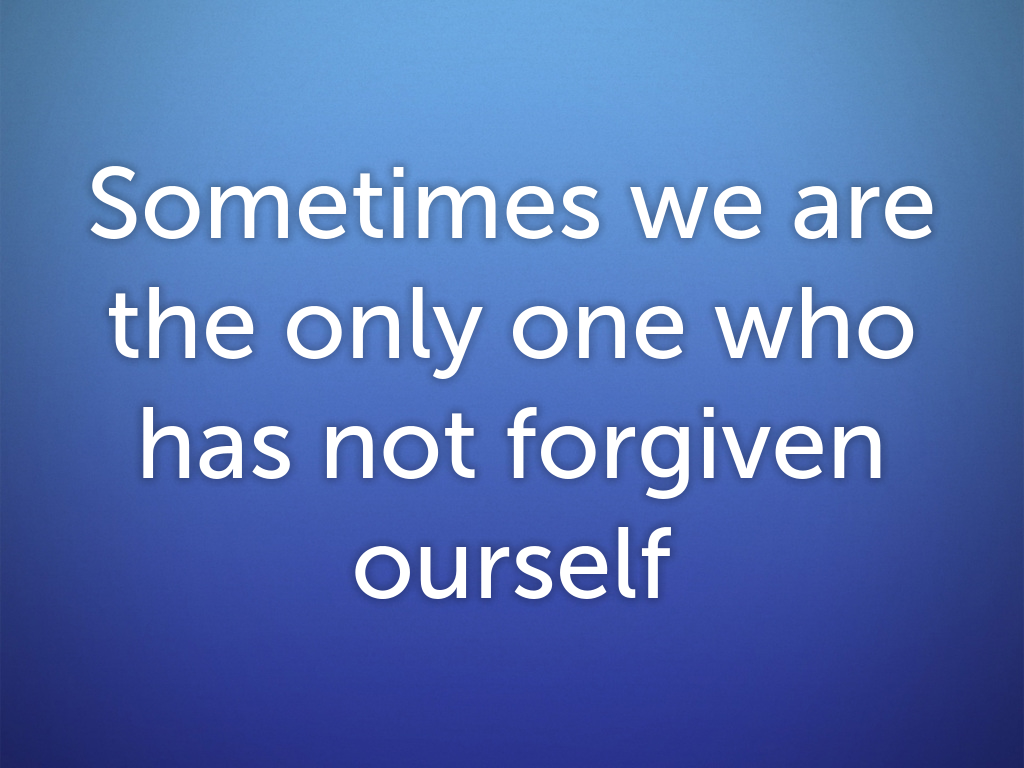 Sometimes we are
the only one who
has not forgiven
ourself